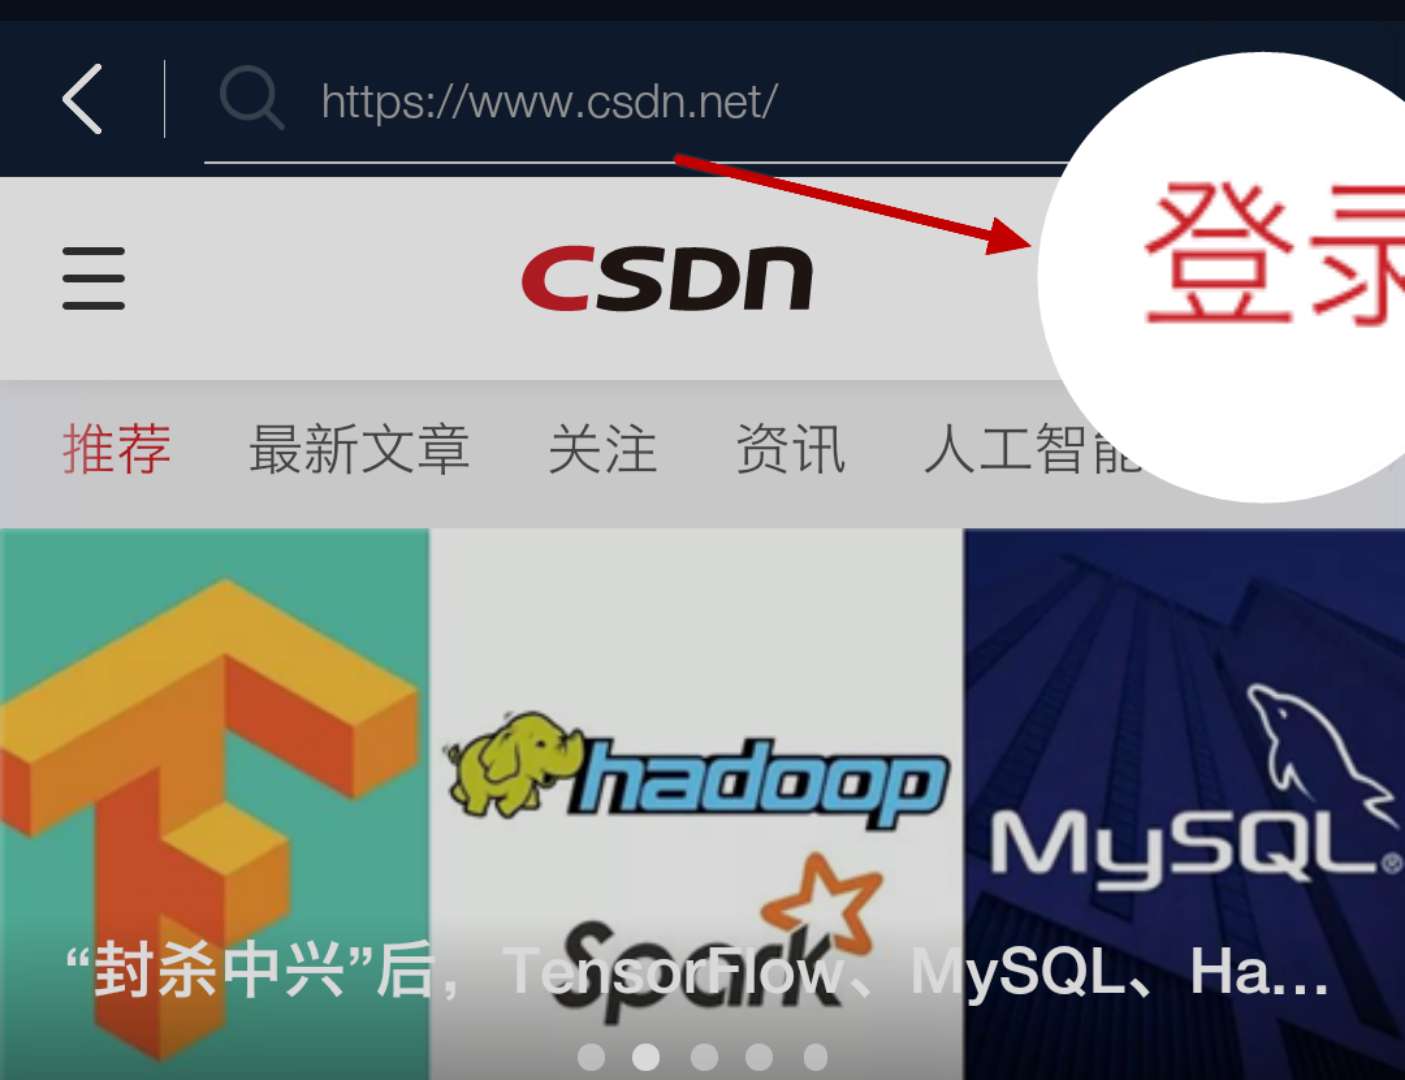 https://www.csdn.net/
登录
CSDN
推荐 最新文章 关注 资讯 人工智能
hadoop
MySQL®
Spark
“封杀中兴”后，TensorFlow、MySQL、Ha...